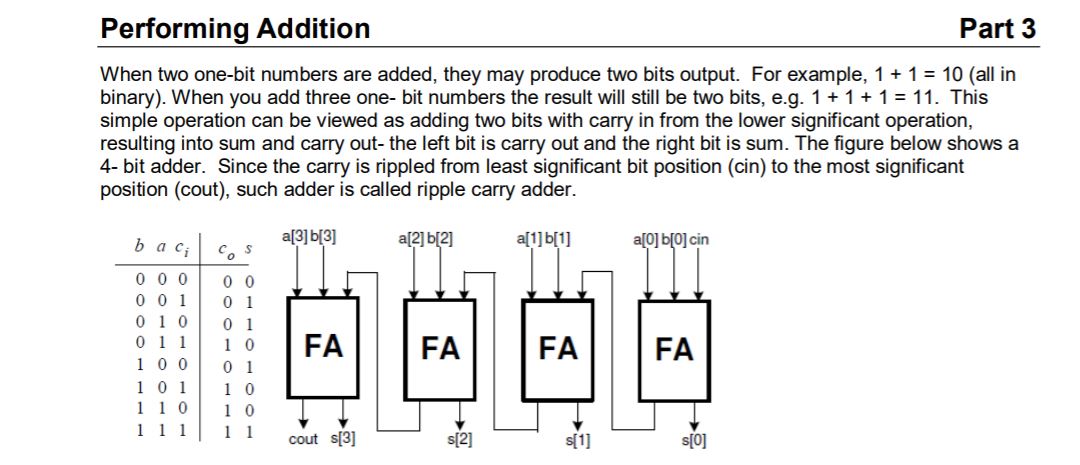 Performing Addition Part 3
When two one-bit numbers are added, they may produce two bits output. For example, 1 + 1 = 10 (all in
binary). When you add three one- bit numbers the result will still be two bits, e.g. 1 + 1 + 1 = 11. This
simple operation can be viewed as adding two bits with carry in from the lower significant operation,
resulting into sum and carry out- the left bit is carry out and the right bit is sum. The figure below shows a
4- bit adder. Since the carry is rippled from least significant bit position (cin) to the most significant
position (cout), such adder is called ripple carry adder.
b a ci co s
0 0 0 0 0
0 0 1 0 1
0 1 0 0 1
0 1 1 1 0
1 0 0 0 1
1 0 1 1 0
1 1 0 1 0
1 1 1 1 1
a[3] b[3] a[2] b[2] a[1] b[1] a[0] b[0] cin
FA FA FA FA
cout s[3] s[2] s[1] s[0]